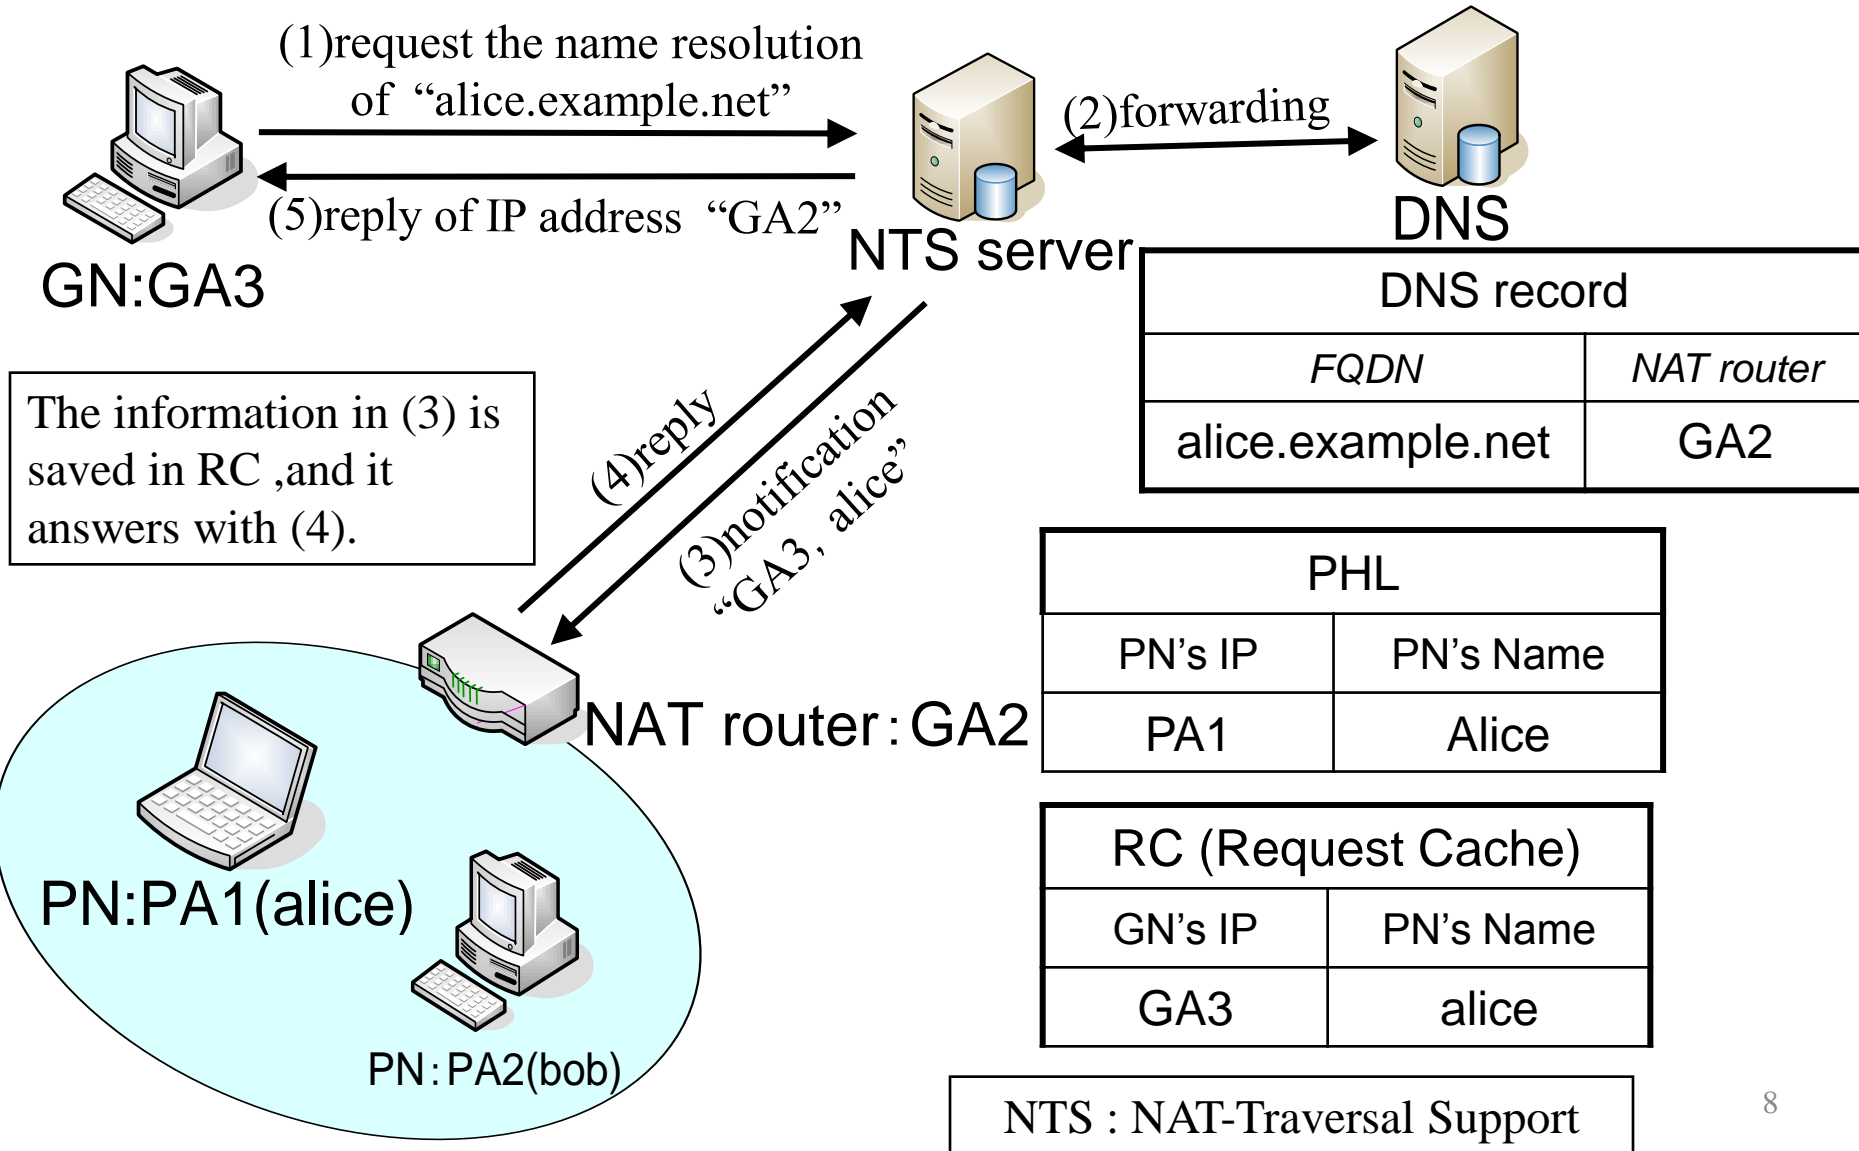 (1)request the name resolution
of “alice.example.net”
(2)forwarding
(5)reply of IP address “GA2”
NTS server
DNS
GN:GA3
DNS record
FQDN NAT router
alice.example.net GA2
The information in (3) is
saved in RC ,and it
answers with (4).
(4)reply
(3)notification
“GA3, alice”
PHL
PN’s IP PN’s Name
PA1 Alice
NAT router:GA2
RC (Request Cache)
GN’s IP PN’s Name
GA3 alice
PN:PA1(alice)
PN:PA2(bob)
NTS : NAT-Traversal Support
8